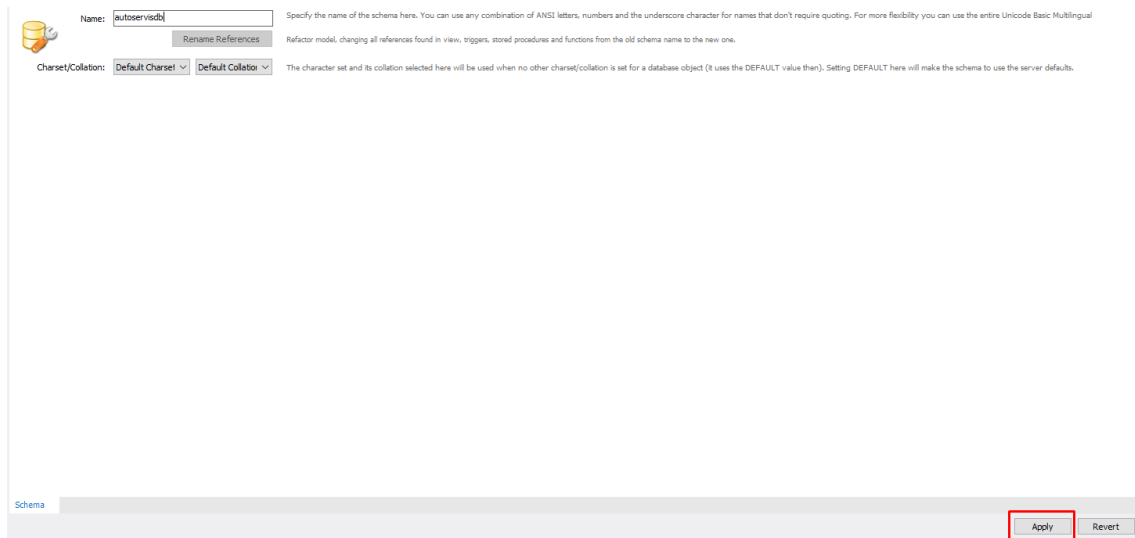 Name: autoservisdb Specify the name of the schema here. You can use any combination of ANSI letters, numbers and the underscore character for names that don't require quoting. For more flexibility you can use the entire Unicode Basic Multilingual
Rename References Refactor model, changing all references found in view, triggers, stored procedures and functions from the old schema name to the new one.
Charset/Collation: Default Charset Default Collation The character set and its collation selected here will be used when no other charset/collation is set for a database object (it uses the DEFAULT value then). Setting DEFAULT here will make the schema to use the server defaults.
Schema
Apply Revert